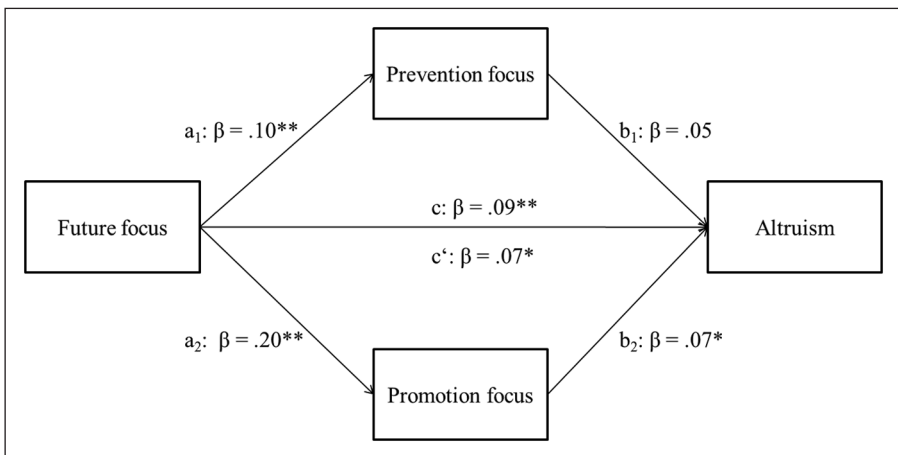 Prevention focus
a₁: β = .10**
b₁: β = .05
Future focus
c: β = .09**
Altruism
c‘: β = .07*
a₂: β = .20**
b₂: β = .07*
Promotion focus